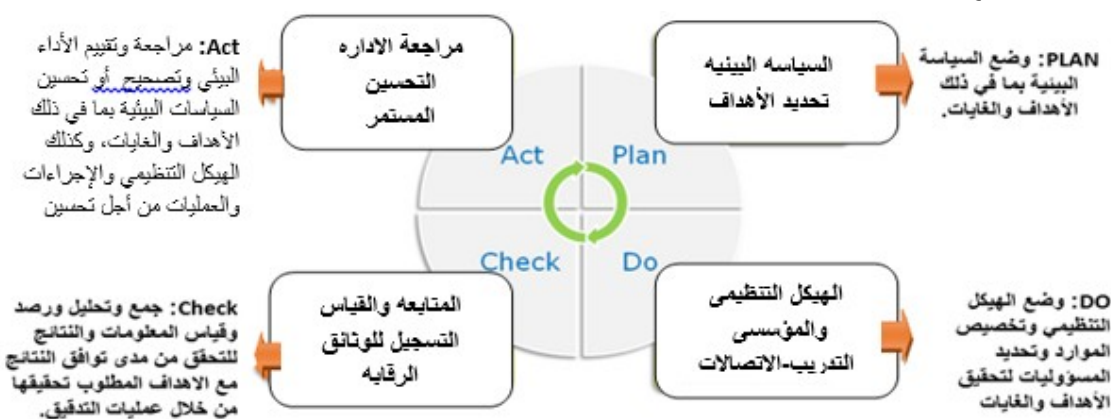 السياسه البيئيه
تحديد الأهداف
PLAN: وضع السياسة
البيئية بما في ذلك
الأهداف والغايات.
مراجعة الاداره
التحسين
المستمر
Act: مراجعة وتقييم الأداء
البيئي وتصحيح أو تحسين
السياسات البيئية بما في ذلك
الأهداف والغايات، وكذلك
الهيكل التنظيمي والإجراءات
والعمليات من أجل تحسين
Act
Plan
Check
Do
الهيكل التنظيمى
والمؤسسى
التدريب-الاتصالات
DO: وضع الهيكل
التنظيمي وتخصيص
الموارد وتحديد
المسؤوليات لتحقيق
الأهداف والغايات
المتابعه والقياس
التسجيل للوثائق
الرقابه
Check: جمع وتحليل ورصد
وقياس المعلومات والنتائج
للتحقق من مدى توافق النتائج
مع الاهداف المطلوب تحقيقها
من خلال عمليات التدقيق.